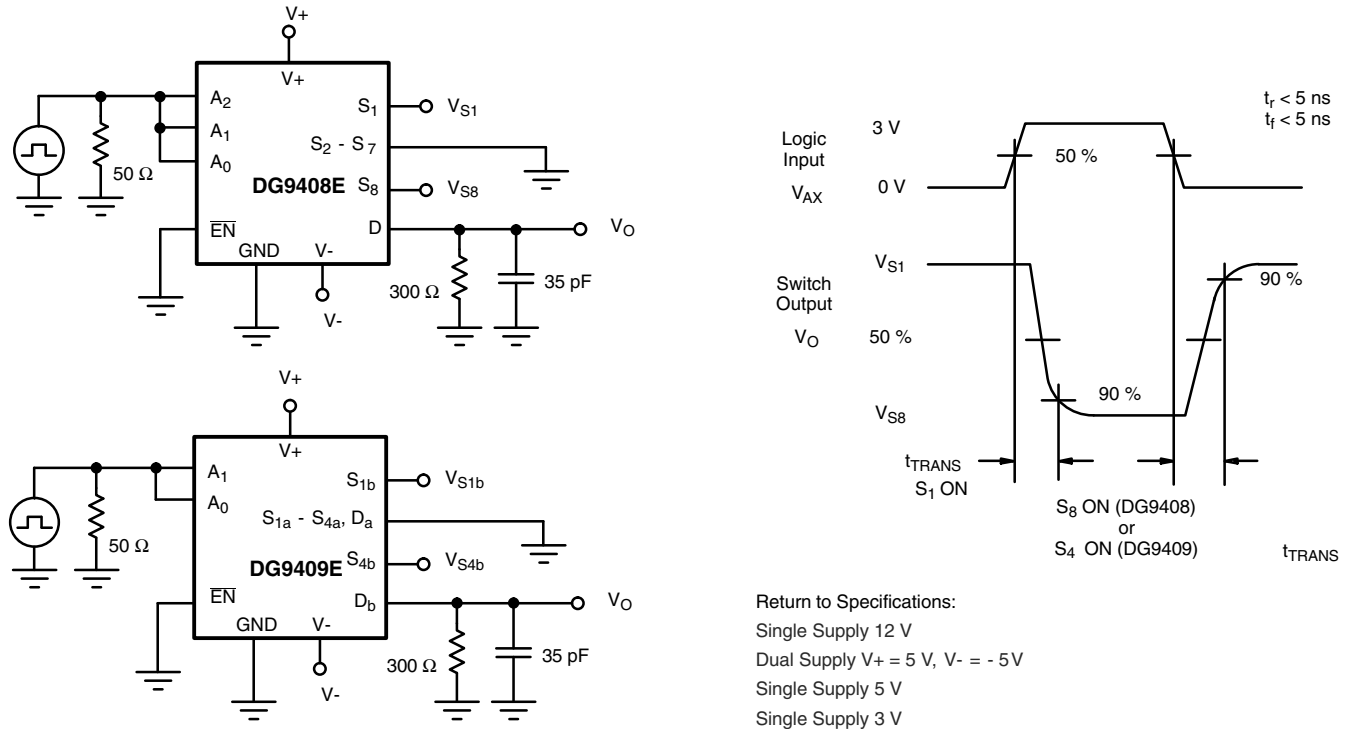 V+
V+
A2
A1
A0
50 Ω
S1
VS1
S2 - S7
DG9408E
S8
VS8
EN
D
VO
GND
V-
300 Ω
35 pF
V-
V+
V+
A1
A0
50 Ω
S1b
VS1b
S1a - S4a, Da
DG9409E
S4b
VS4b
EN
Db
VO
GND
V-
300 Ω
35 pF
V-
tr < 5 ns
tf < 5 ns
Logic
Input
VAX
3 V
50 %
0 V
Switch
Output
VO
VS1
90 %
50 %
90 %
VS8
tTRANS
S1 ON
S8 ON (DG9408)
or
S4 ON (DG9409)
tTRANS
Return to Specifications:
Single Supply 12 V
Dual Supply V+ = 5 V, V- = - 5 V
Single Supply 5 V
Single Supply 3 V